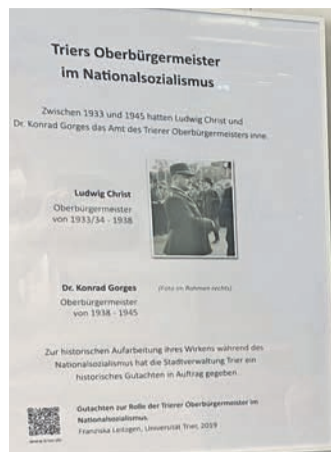 Triers Oberbürgermeister
im Nationalsozialismus
Zwischen 1933 und 1945 hatten Ludwig Christ und
Dr. Konrad Gorges das Amt des Trierer Oberbürgermeisters inne.
Ludwig Christ
Oberbürgermeister
von 1933/34 - 1938
Dr. Konrad Gorges
(Foto im Rahmen rechts)
Oberbürgermeister
von 1938 - 1945
Zur historischen Aufarbeitung ihres Wirkens während des
Nationalsozialismus hat die Stadtverwaltung Trier ein
historisches Gutachten in Auftrag gegeben.
Gutachten zur Rolle der Trierer Oberbürgermeister im
Nationalsozialismus.
Franziska Leitzgen, Universität Trier, 2019